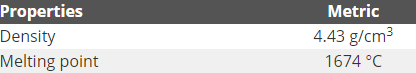 Properties Metric
Density 4.43 g/cm³
Melting point 1674 °C